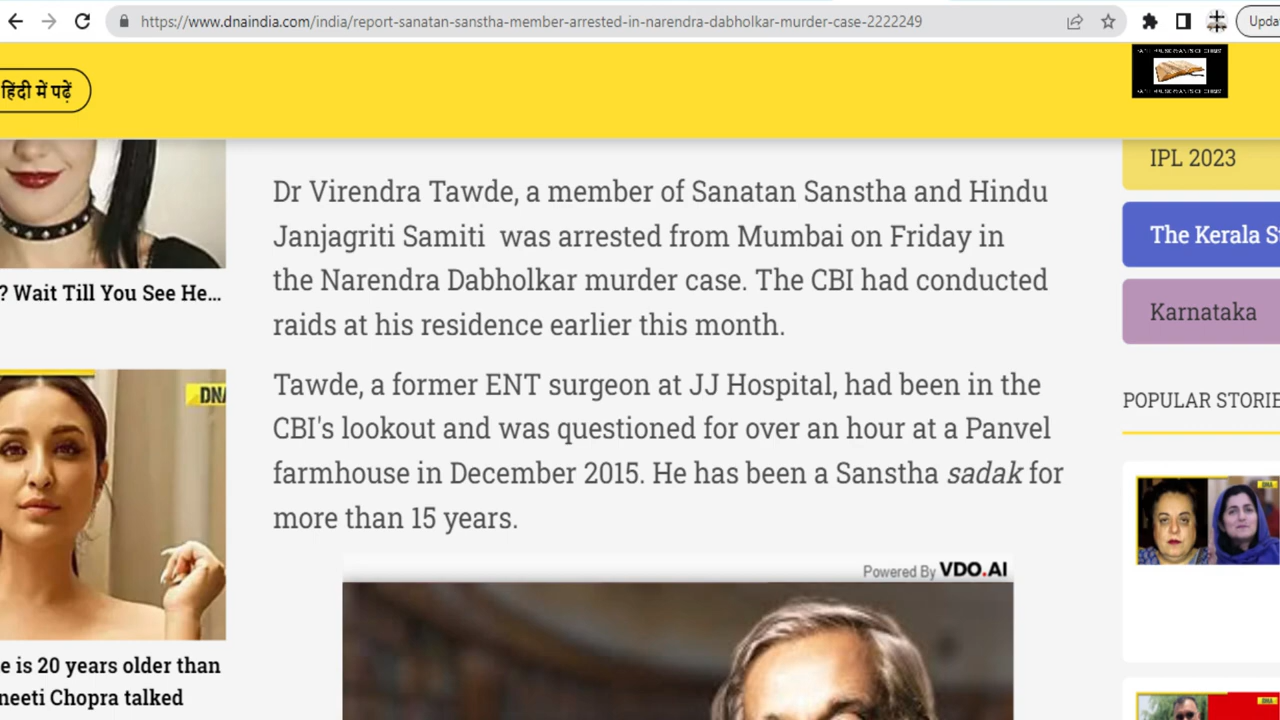 https://www.dnaindia.com/india/report-sanatan-sanstha-member-arrested-in-narendra-dabholkar-murder-case-2222249
Upda
हिंदी में पढ़ें
Dr Virendra Tawde, a member of Sanatan Sanstha and Hindu
Janjagriti Samiti was arrested from Mumbai on Friday in
the Narendra Dabholkar murder case. The CBI had conducted
raids at his residence earlier this month.
Tawde, a former ENT surgeon at JJ Hospital, had been in the
CBI's lookout and was questioned for over an hour at a Panvel
farmhouse in December 2015. He has been a Sanstha sadak for
more than 15 years.
Powered By VDO.AI
? Wait Till You See He...
DNA
e is 20 years older than
neeti Chopra talked
IPL 2023
The Kerala S
Karnataka
POPULAR STORIE
DNA
DNA